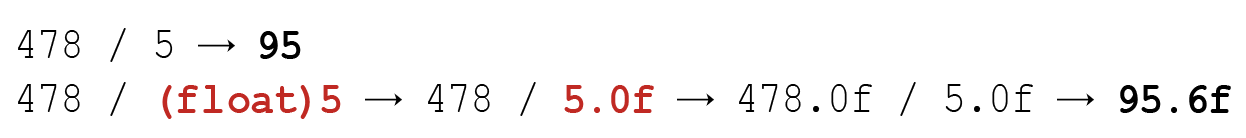 478 / 5 → 95
478 / (float)5 → 478 / 5.0f → 478.0f / 5.0f → 95.6f